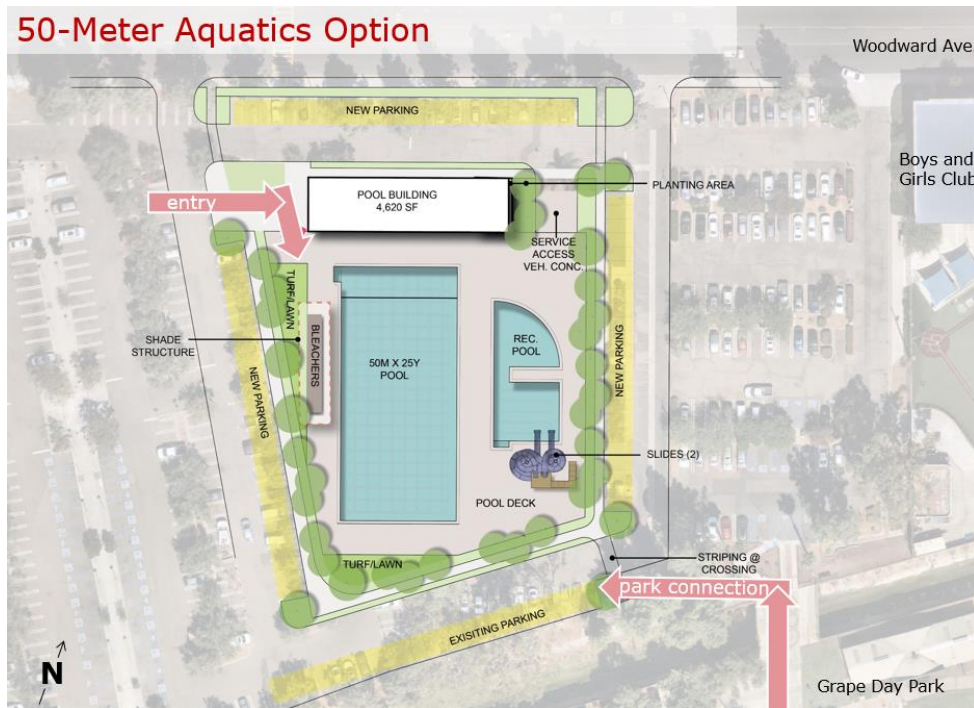 50-Meter Aquatics Option
Woodward Ave
NEW PARKING
Boys and
Girls Club
PLANTING AREA
POOL BUILDING
4,620 SF
entry
SERVICE
ACCESS
VEH. CONC.
TURF/LAWN
SHADE
STRUCTURE
BLEACHERS
50M X 25Y
POOL
REC.
POOL
NEW PARKING
NEW PARKING
SLIDES (2)
POOL DECK
STRIPING @
CROSSING
TURF/LAWN
park connection
EXISITING PARKING
N
Grape Day Park